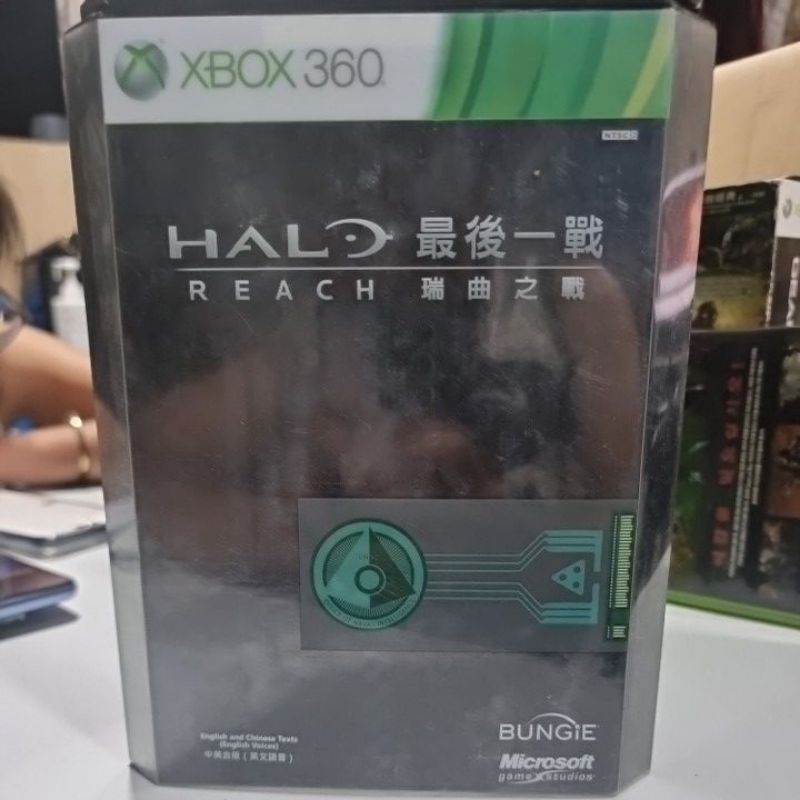 XBOX 360
NTSC-J
HALO 最後一戰
REACH 瑞曲之戰
English and Chinese Texts
(English Voices)
中英合版 (英文語音)
BUNGiE
Microsoft
game studios